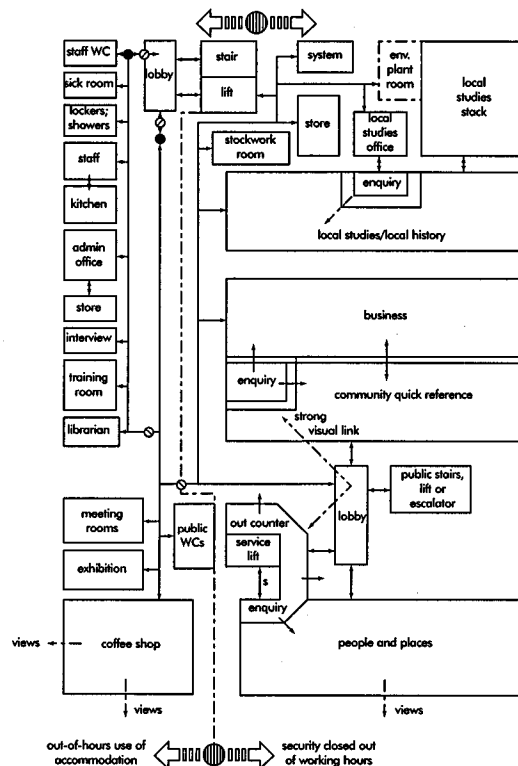 staff WC
sick room
lockers;
showers
staff
kitchen
admin
office
store
interview
training
room
librarian
meeting
rooms
exhibition
coffee shop
views
views
lobby
stair
lift
system
store
stockwork
room
env.
plant
room
local
studies
office
local
studies
stack
enquiry
local studies/local history
business
enquiry
community quick reference
strong
visual link
public stairs,
lift or
escalator
lobby
out counter
service
lift
s
enquiry
public
WCs
people and places
views
out-of-hours use of
accommodation
security closed out
of working hours